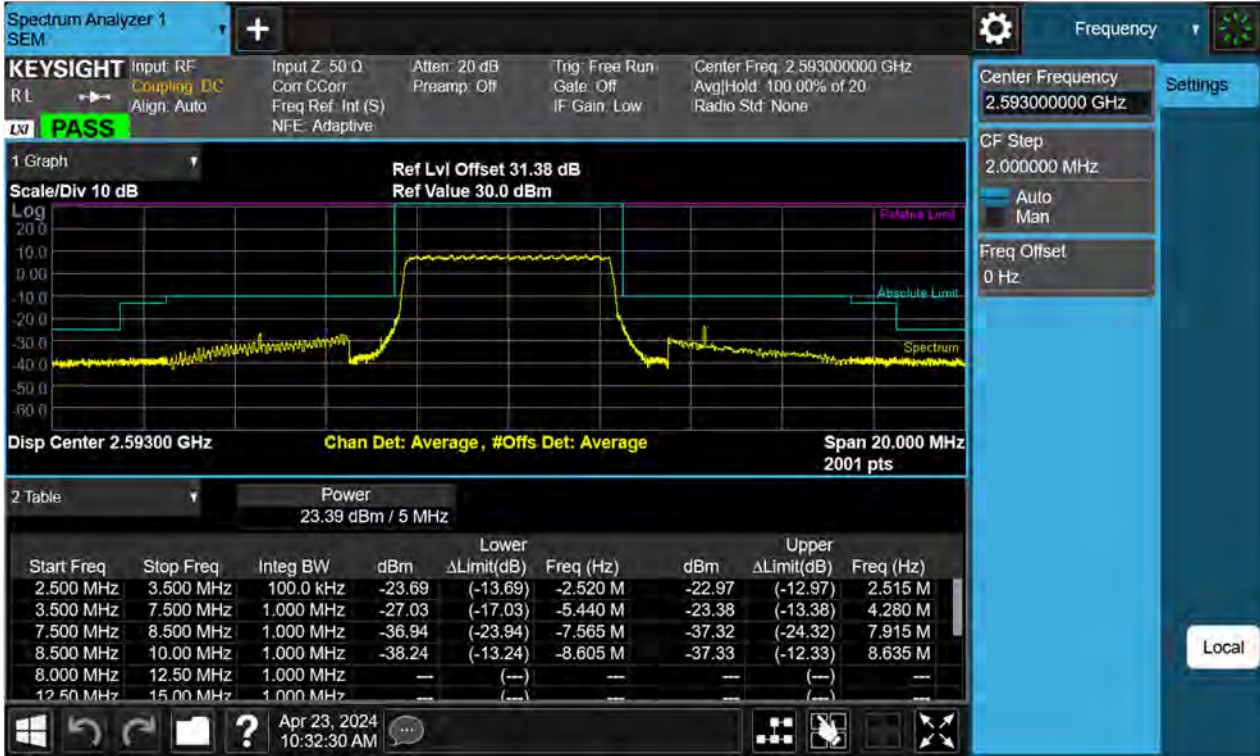 Spectrum Analyzer 1
SEM
+
Frequency
KEYSIGHT
R L
LXI
PASS
Input: RF
Coupling: DC
Align: Auto
Input Z: 50 Ω
Corr CCorr
Freq Ref: Int (S)
NFE: Adaptive
Atten: 20 dB
Preamp: Off
Trig: Free Run
Gate: Off
IF Gain: Low
Center Freq: 2.593000000 GHz
Avg|Hold: 100.00% of 20
Radio Std: None
Center Frequency
2.593000000 GHz
Settings
CF Step
2.000000 MHz
Auto
Man
Freq Offset
0 Hz
1 Graph
Scale/Div 10 dB
Ref Lvl Offset 31.38 dB
Ref Value 30.0 dBm
Log
20.0
10.0
0.00
-10.0
-20.0
-30.0
-40.0
-50.0
-60.0
Relative Limit
Absolute Limit
Spectrum
Disp Center 2.59300 GHz
Chan Det: Average, #Offs Det: Average
Span 20.000 MHz
2001 pts
2 Table
Power
23.39 dBm / 5 MHz
Lower Upper
Start Freq Stop Freq Integ BW dBm ΔLimit(dB) Freq (Hz) dBm ΔLimit(dB) Freq (Hz)
2.500 MHz 3.500 MHz 100.0 kHz -23.69 (-13.69) -2.520 M -22.97 (-12.97) 2.515 M
3.500 MHz 7.500 MHz 1.000 MHz -27.03 (-17.03) -5.440 M -23.38 (-13.38) 4.280 M
7.500 MHz 8.500 MHz 1.000 MHz -36.94 (-23.94) -7.565 M -37.32 (-24.32) 7.915 M
8.500 MHz 10.00 MHz 1.000 MHz -38.24 (-13.24) -8.605 M -37.33 (-12.33) 8.635 M
8.000 MHz 12.50 MHz 1.000 MHz --- (---) --- --- (---) ---
12.50 MHz 15.00 MHz 1.000 MHz --- (---) --- --- (---) ---
Local
?
Apr 23, 2024
10:32:30 AM